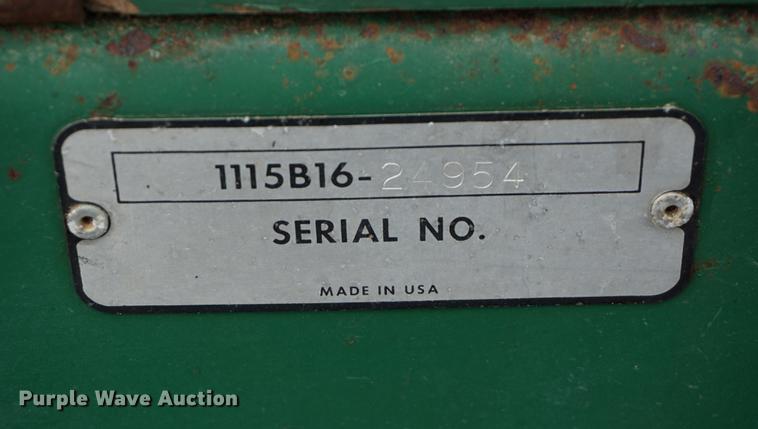 1115B16-24954
SERIAL NO.
MADE IN USA
Purple Wave Auction